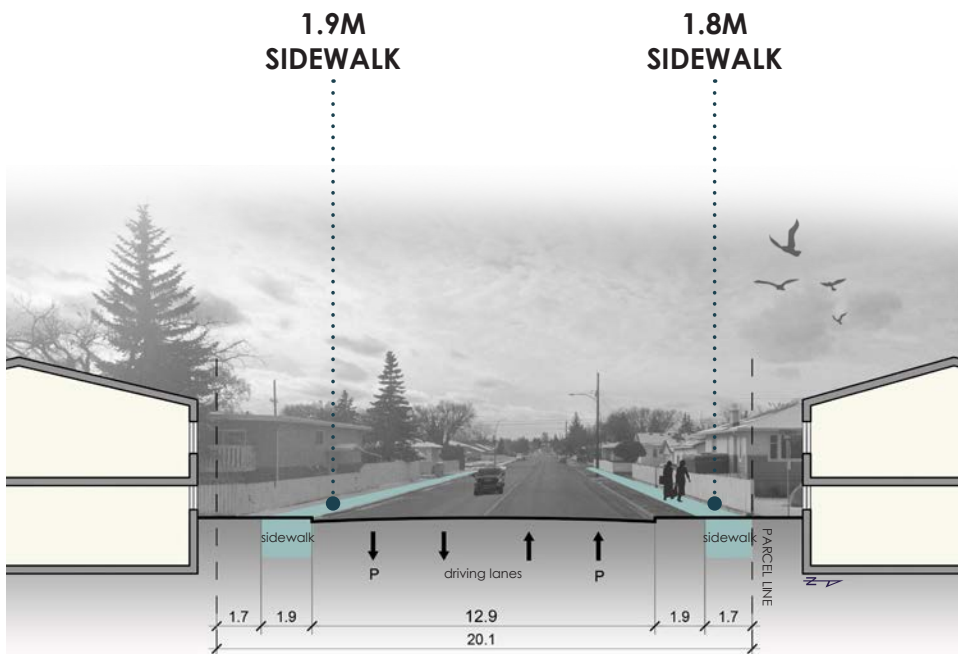 1.9M
SIDEWALK
1.8M
SIDEWALK
sidewalk
sidewalk
P
driving lanes
P
PARCEL LINE
N
1.7
1.9
12.9
1.9
1.7
20.1